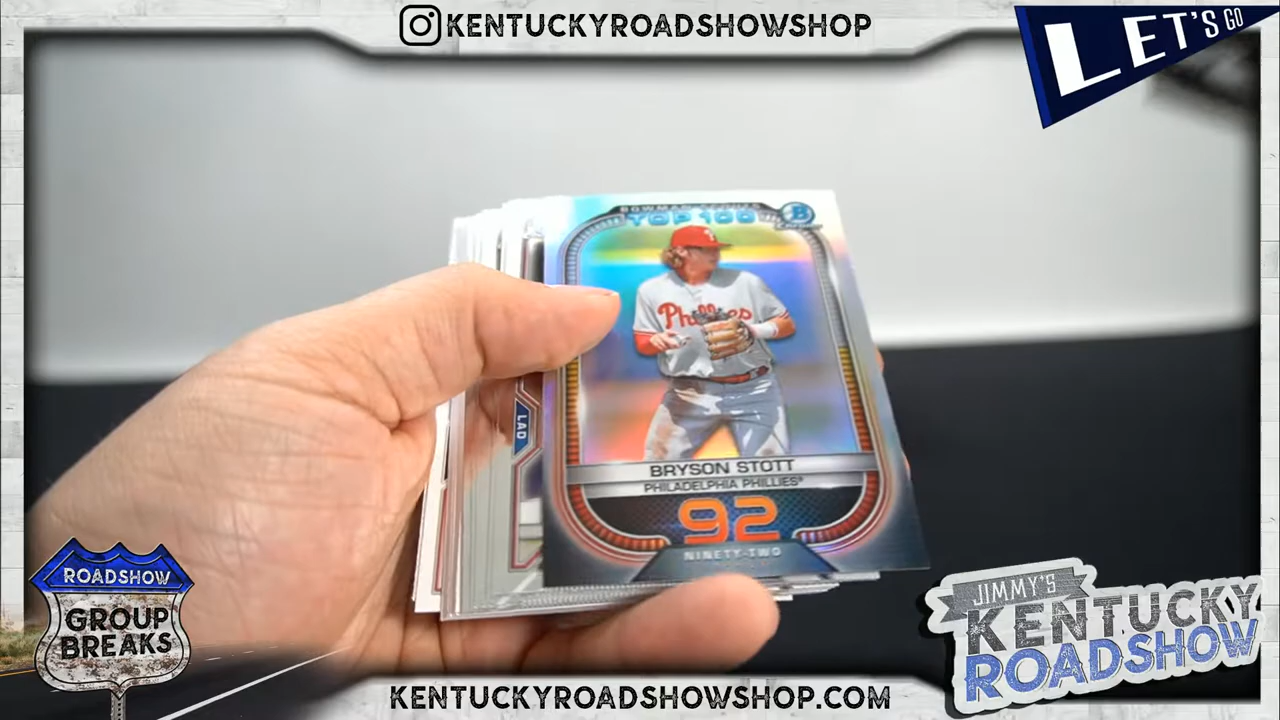 KENTUCKYROADSHOWSHOP
LET'S GO
TOP 100
B
Phillies
LAD
BRYSON STOTT
PHILADELPHIA PHILLIES
92
NINETY-TWO
ROADSHOW
GROUP
BREAKS
JIMMY'S
KENTUCKY
ROADSHOW
KENTUCKYROADSHOWSHOP.COM